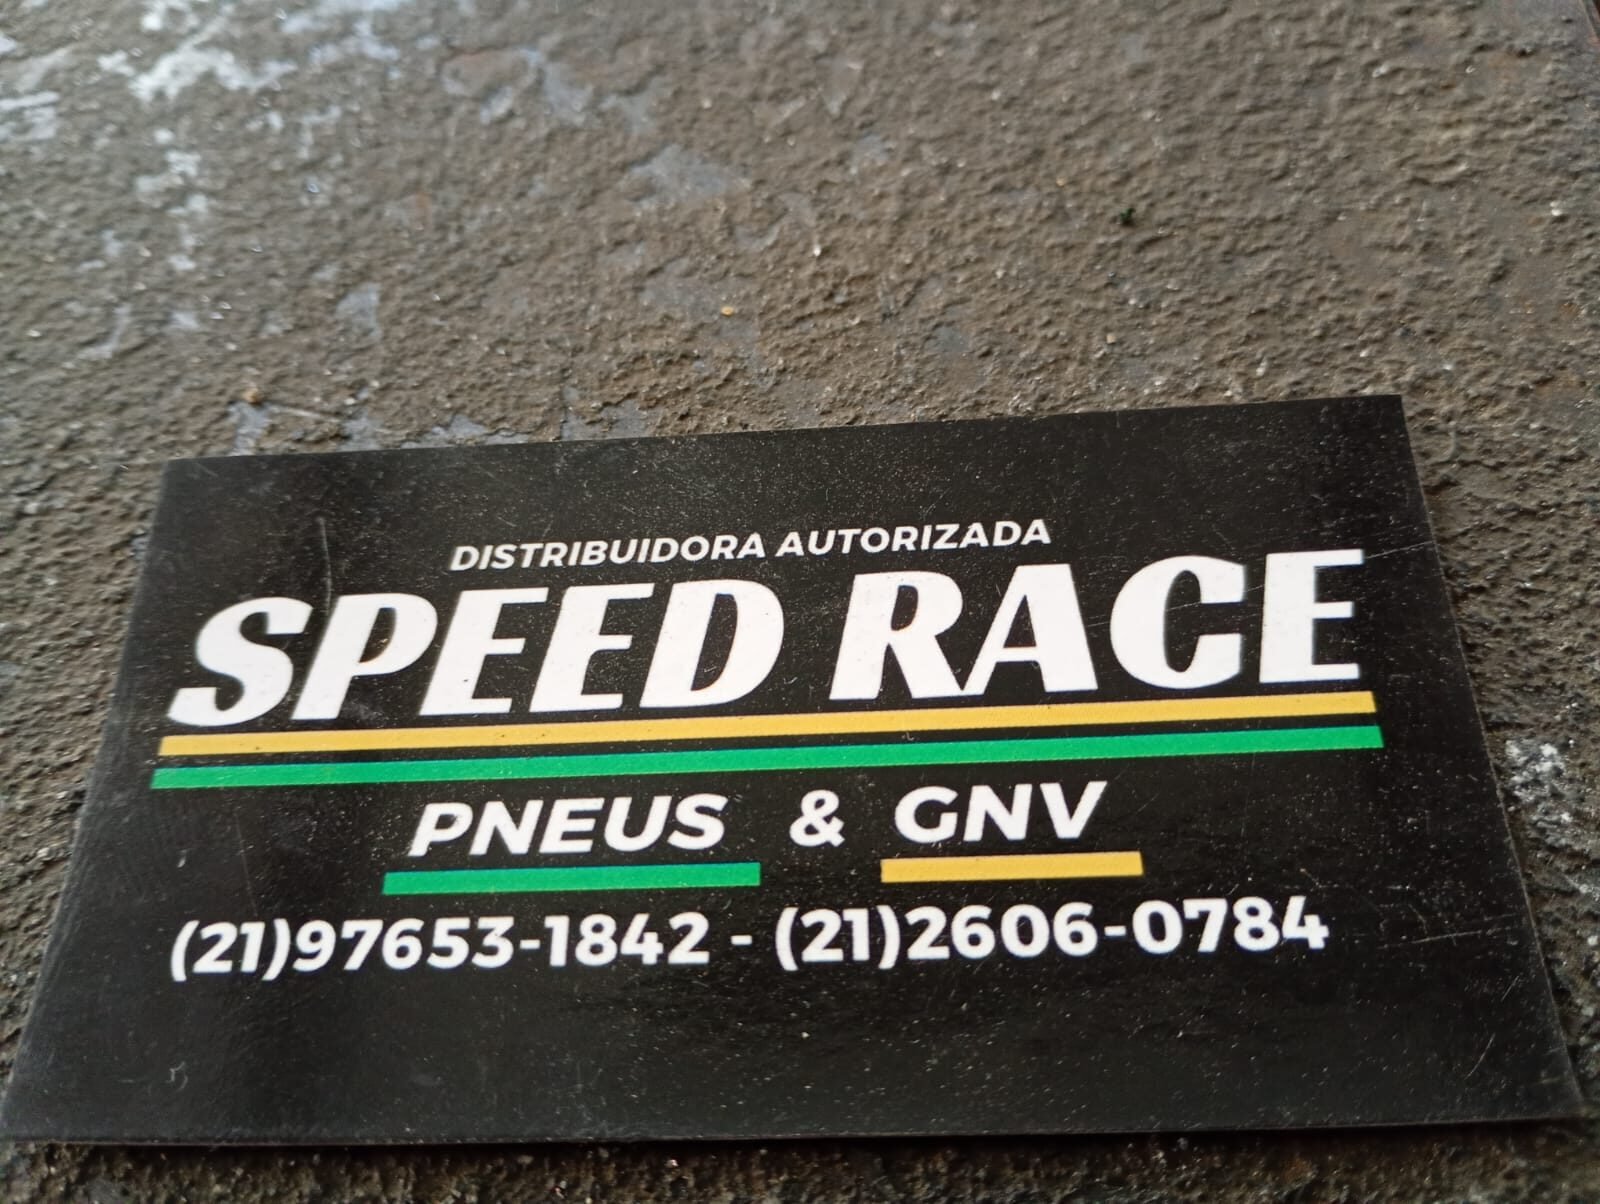 DISTRIBUIDORA AUTORIZADA
SPEED RACE
PNEUS & GNV
(21)97653-1842 - (21)2606-0784